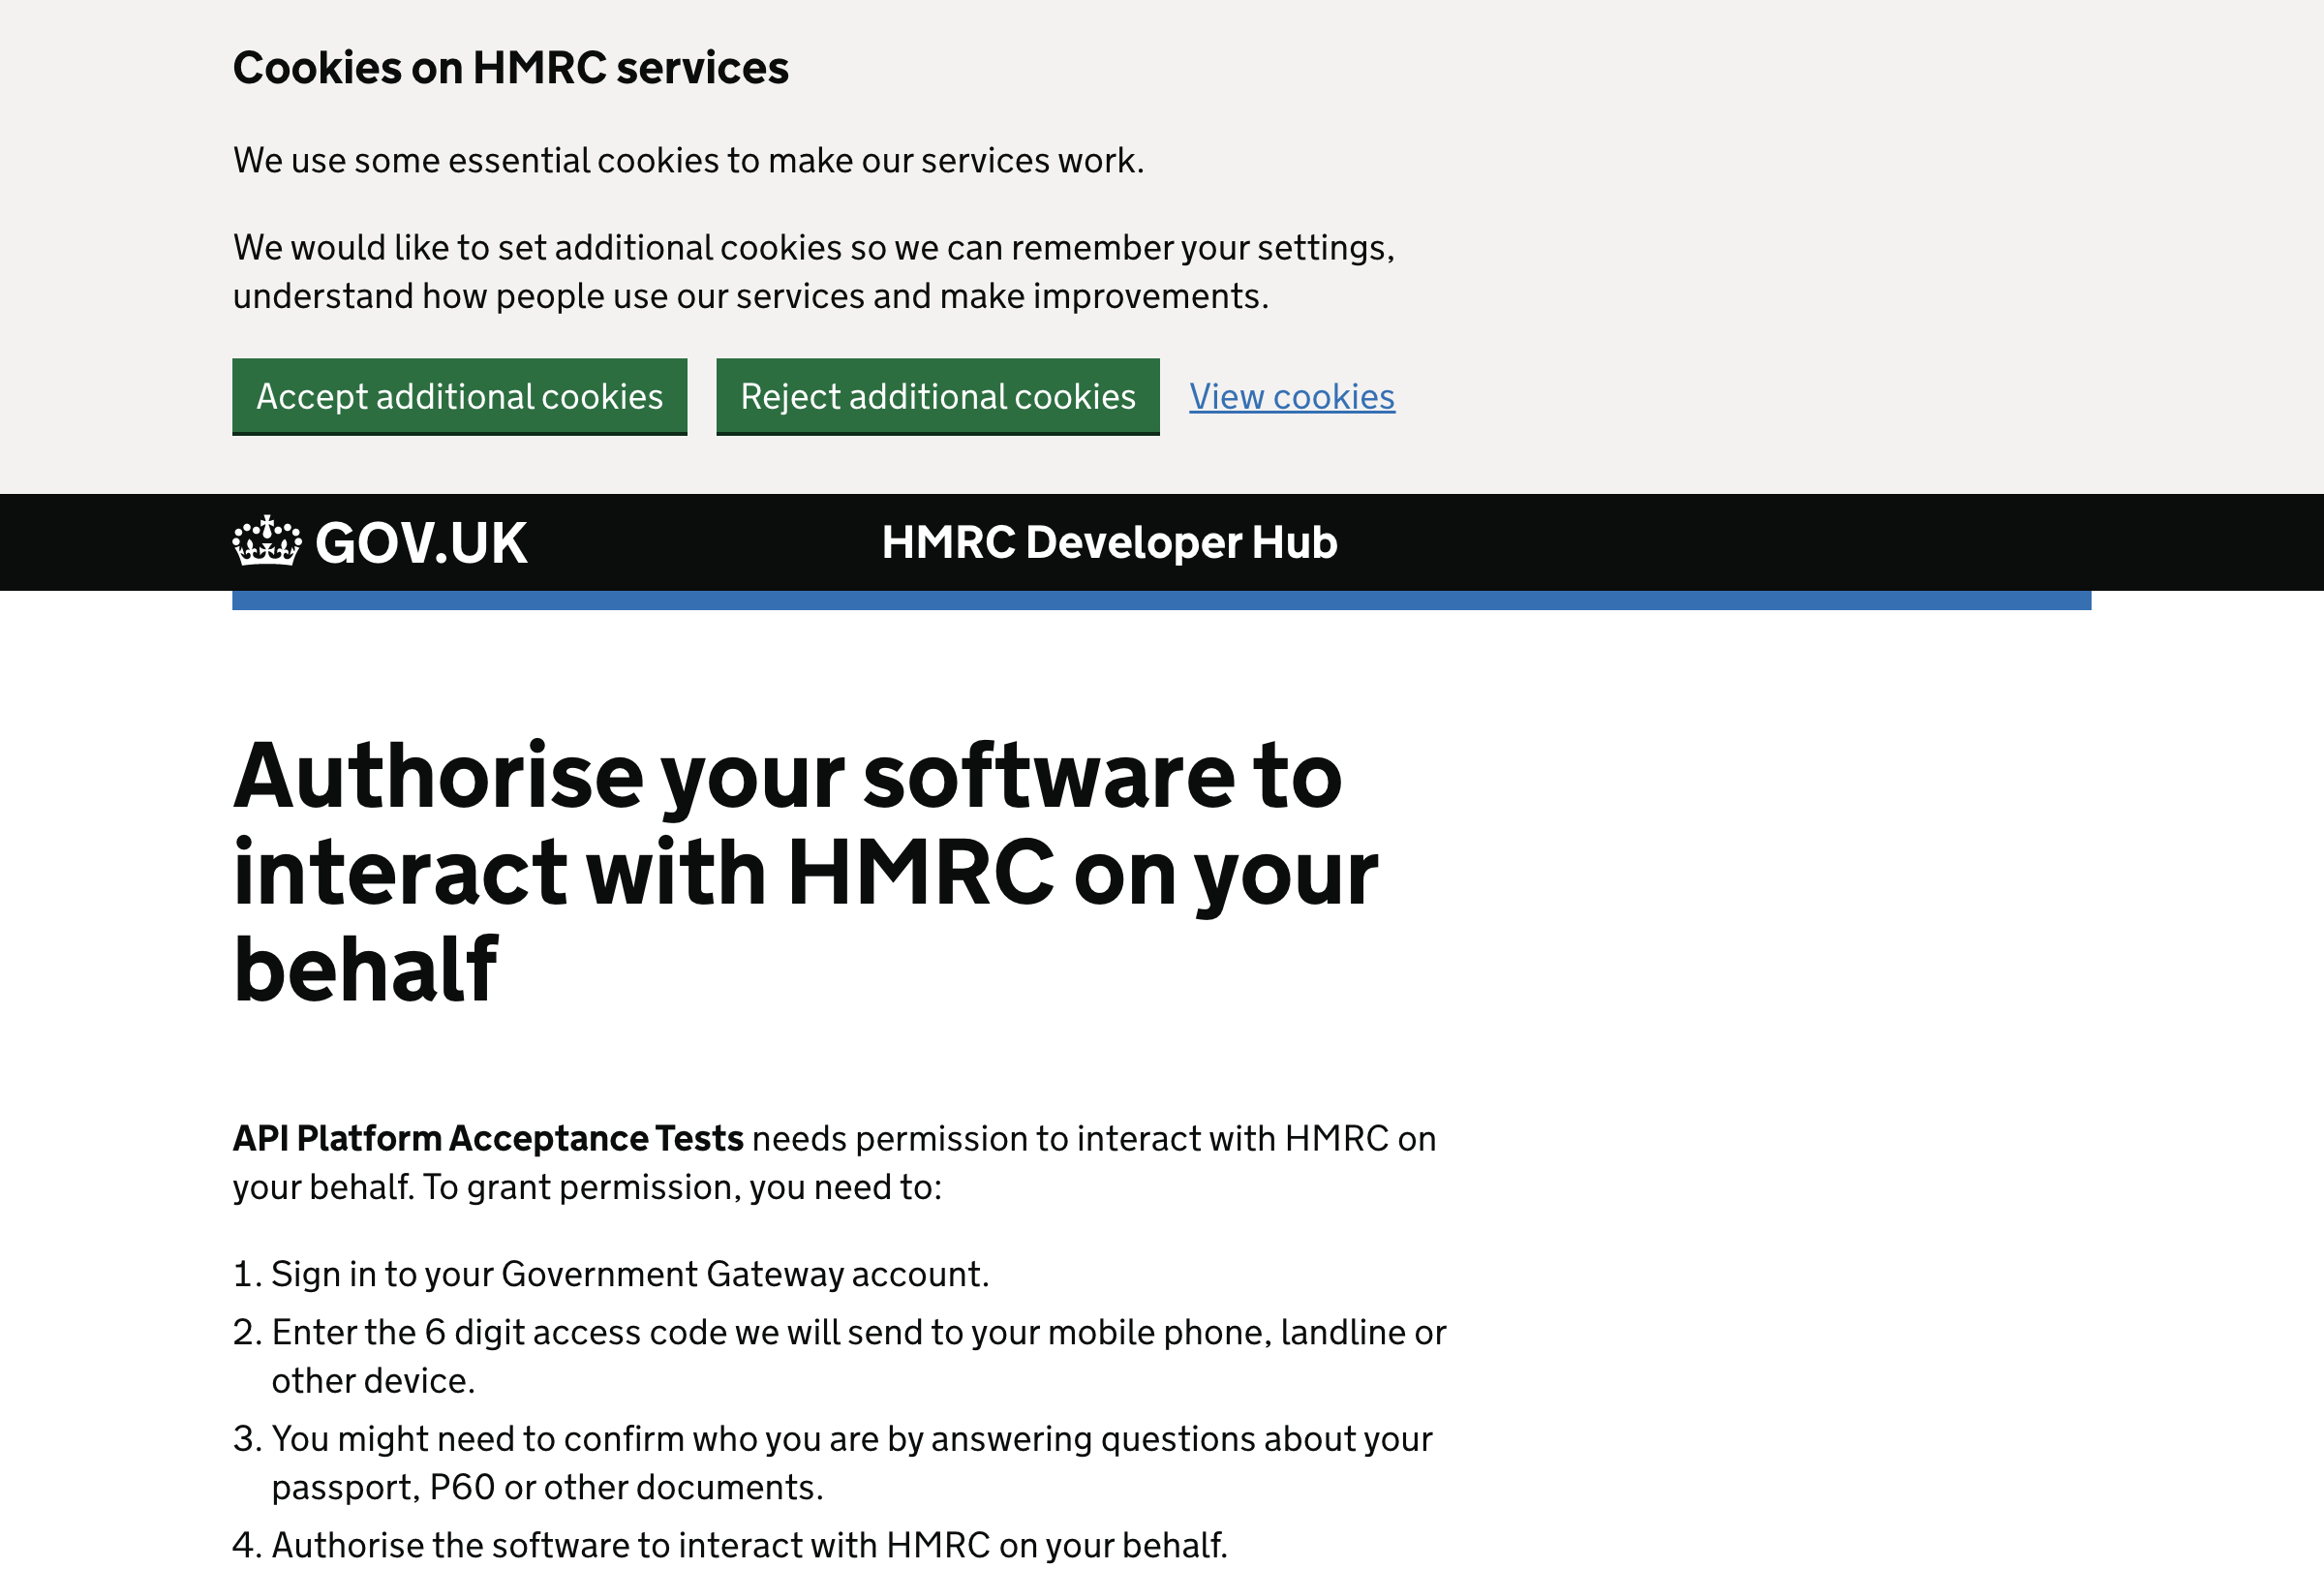 Cookies on HMRC services
We use some essential cookies to make our services work.
We would like to set additional cookies so we can remember your settings,
understand how people use our services and make improvements.
Accept additional cookies Reject additional cookies View cookies
GOV.UK HMRC Developer Hub
Authorise your software to
interact with HMRC on your
behalf
API Platform Acceptance Tests needs permission to interact with HMRC on
your behalf. To grant permission, you need to:
1. Sign in to your Government Gateway account.
2. Enter the 6 digit access code we will send to your mobile phone, landline or
other device.
3. You might need to confirm who you are by answering questions about your
passport, P60 or other documents.
4. Authorise the software to interact with HMRC on your behalf.